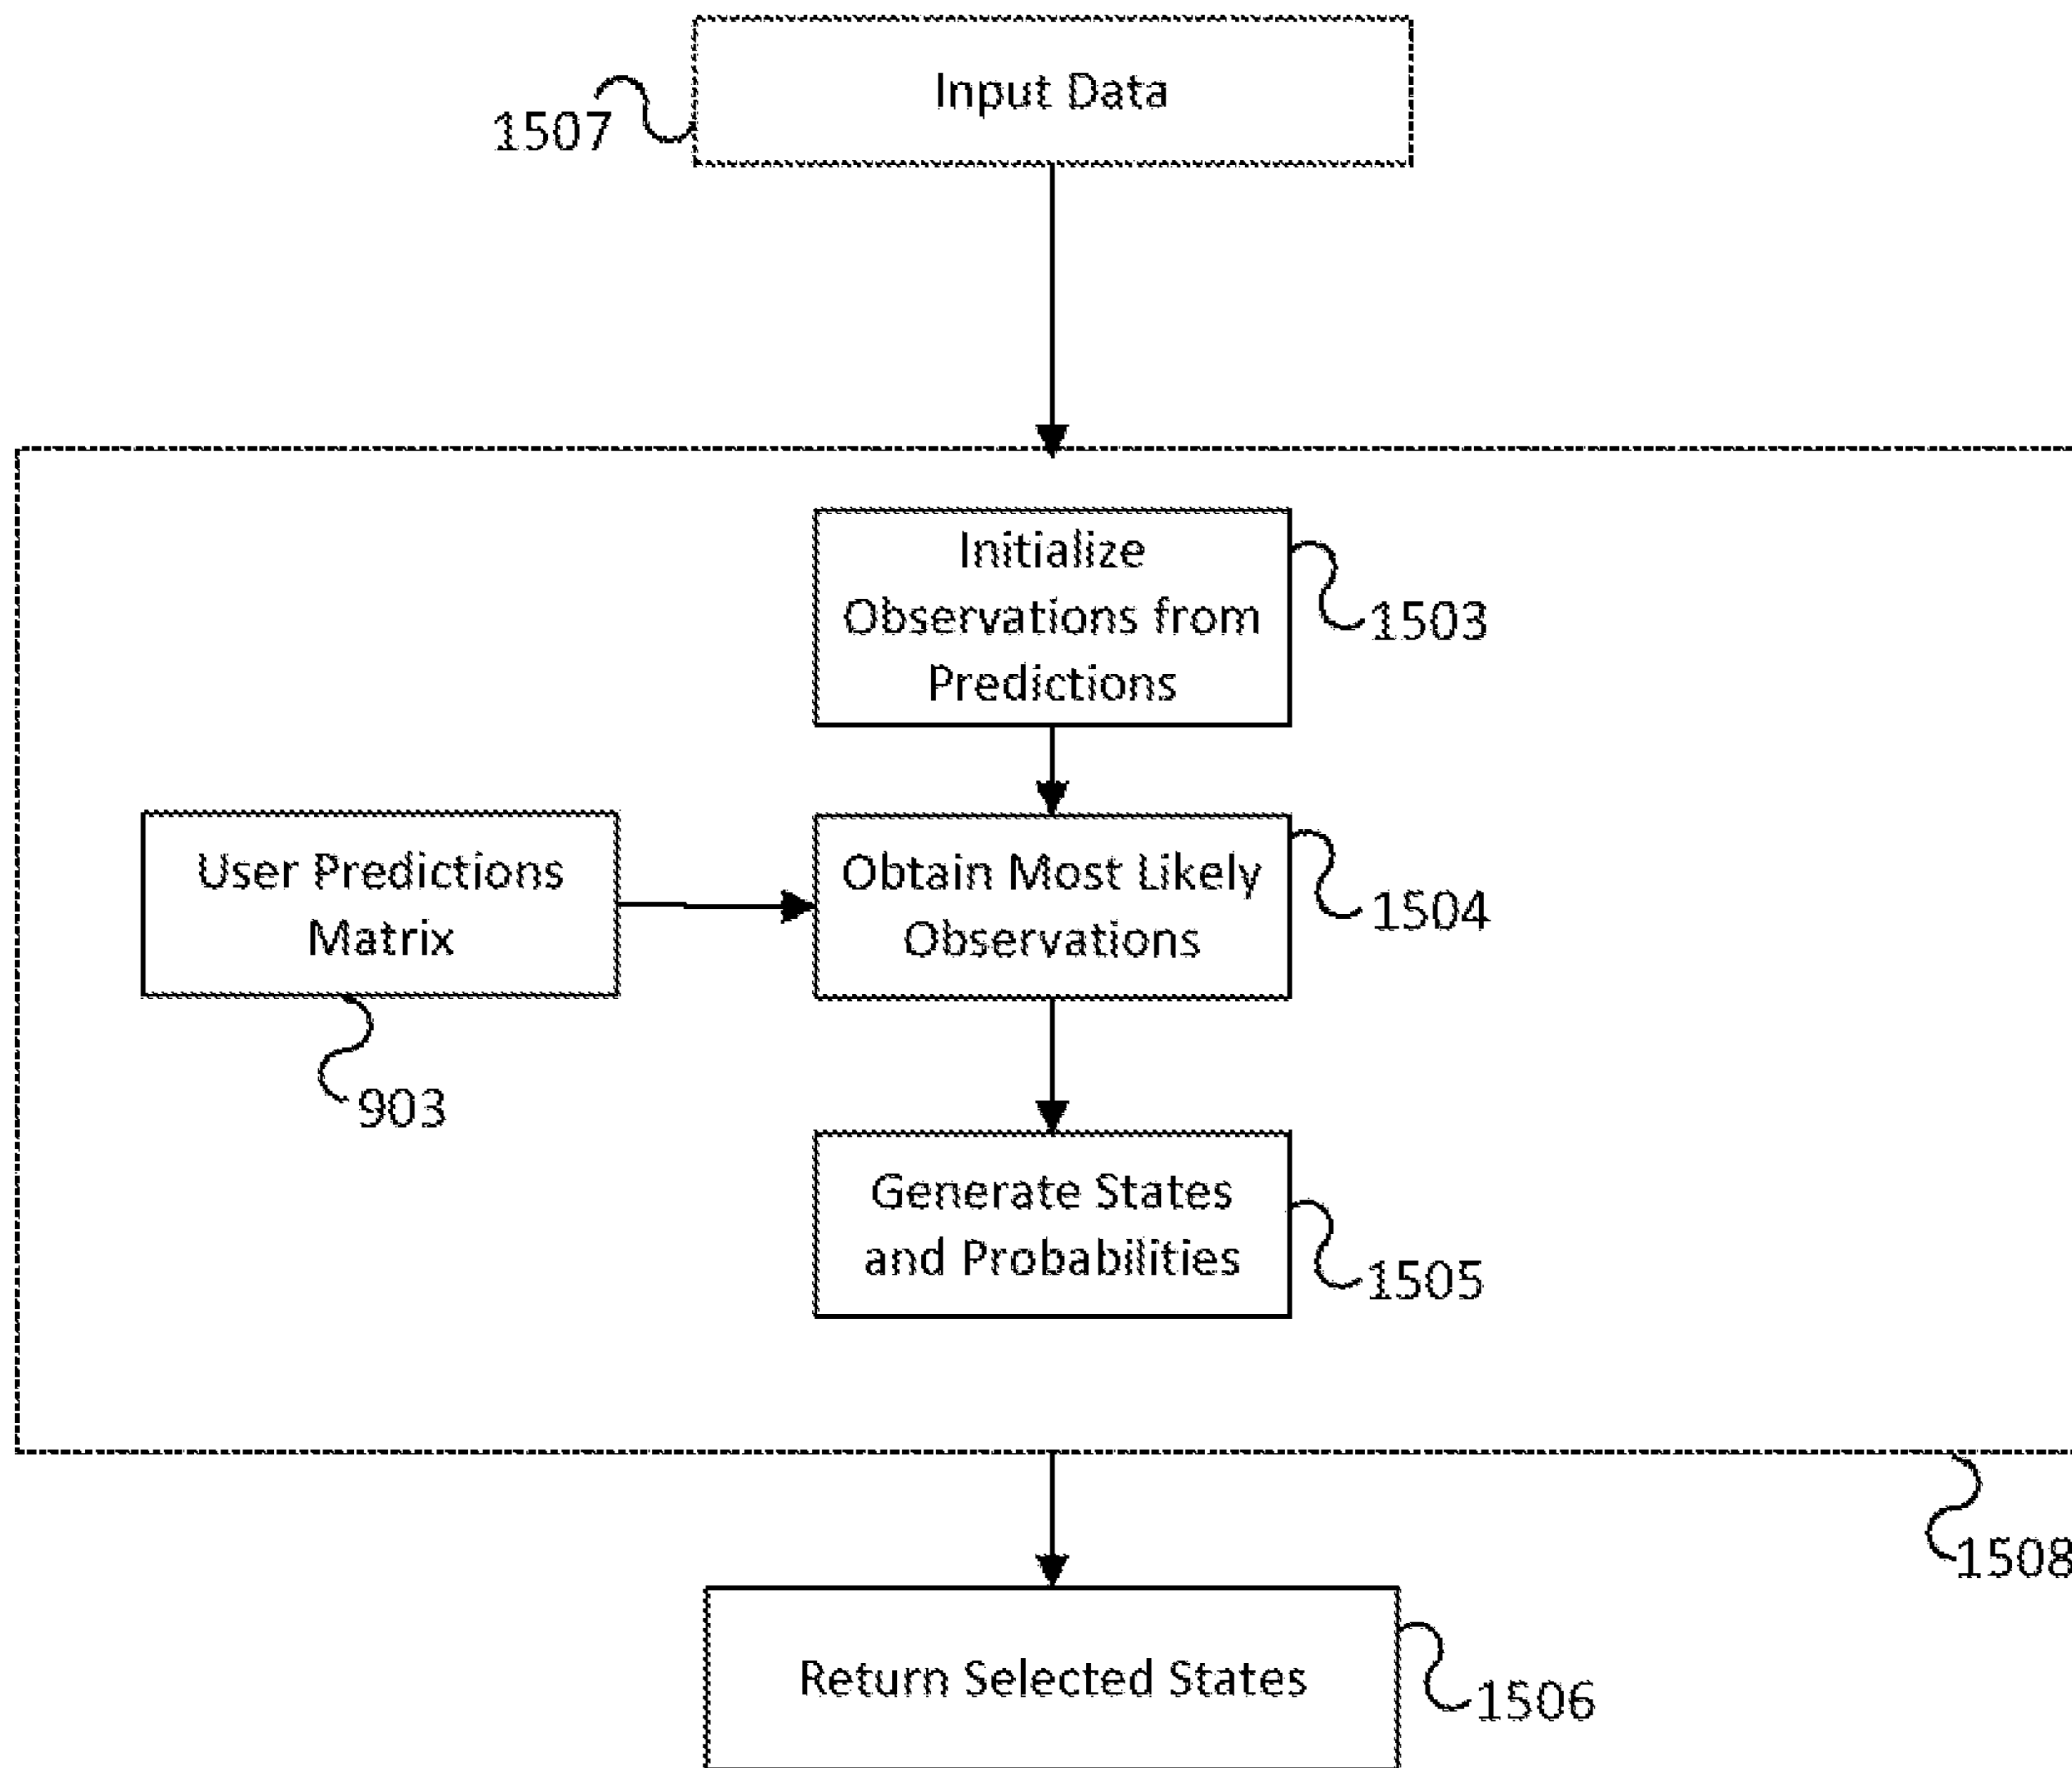 Input Data
1507
Initialize
Observations from
Predictions
1503
User Predictions
Matrix
903
Obtain Most Likely
Observations
1504
Generate States
and Probabilities
1505
1508
Return Selected States
1506